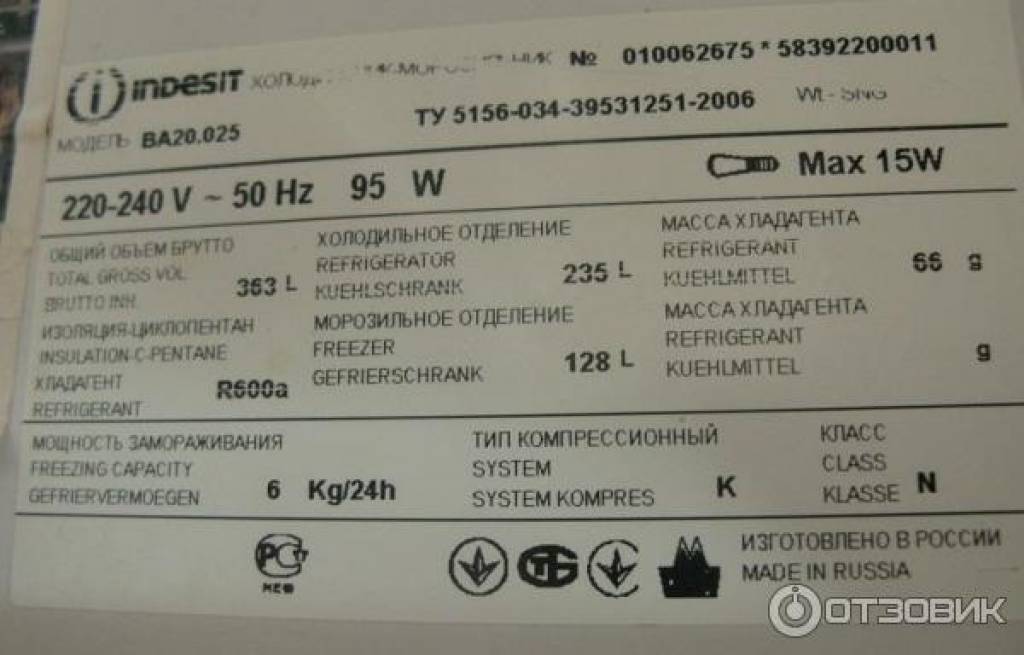 indesit № 010062675 * 58392200011
МОДЕЛЬ BA20.025 ТУ 5156-034-39531251-2006
220-240 V ~ 50 Hz 95 W Max 15W
ОБЩИЙ ОБЪЕМ БРУТТО
TOTAL GROSS VOL
BRUTTO INH
363 L
ХОЛОДИЛЬНОЕ ОТДЕЛЕНИЕ
REFRIGERATOR
KUEHLSCHRANK
235 L
МАССА ХЛАДАГЕНТА
REFRIGERANT
KUEHLMITTEL
66 g
ИЗОЛЯЦИЯ-ЦИКЛОПЕНТАН
INSULATION-C-PENTANE
ХЛАДАГЕНТ
REFRIGERANT
R600a
МОРОЗИЛЬНОЕ ОТДЕЛЕНИЕ
FREEZER
GEFRIERSCHRANK
128 L
МАССА ХЛАДАГЕНТА
REFRIGERANT
KUEHLMITTEL
g
МОЩНОСТЬ ЗАМОРАЖИВАНИЯ
FREEZING CAPACITY
GEFRIERVERMOEGEN
6 Kg/24h
ТИП КОМПРЕССИОННЫЙ
SYSTEM
SYSTEM KOMPRES
K
КЛАСС
CLASS
KLASSE
N
ИЗГОТОВЛЕНО В РОССИИ
MADE IN RUSSIA
ОТЗОВИК